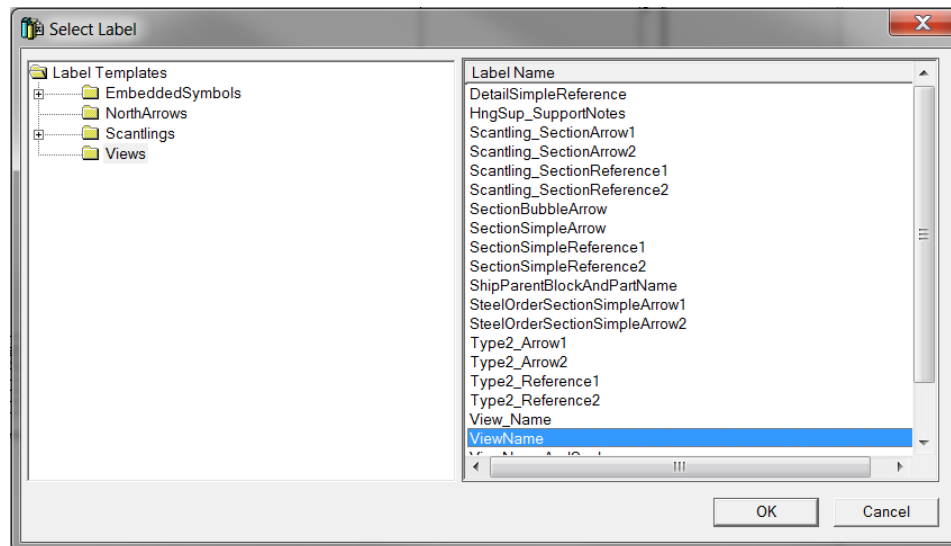 Select Label
Label Templates
EmbeddedSymbols
NorthArrows
Scantlings
Views
Label Name
DetailSimpleReference
HngSup_SupportNotes
Scantling_SectionArrow1
Scantling_SectionArrow2
Scantling_SectionReference1
Scantling_SectionReference2
SectionBubbleArrow
SectionSimpleArrow
SectionSimpleReference1
SectionSimpleReference2
ShipParentBlockAndPartName
SteelOrderSectionSimpleArrow1
SteelOrderSectionSimpleArrow2
Type2_Arrow1
Type2_Arrow2
Type2_Reference1
Type2_Reference2
View_Name
ViewName
OK Cancel